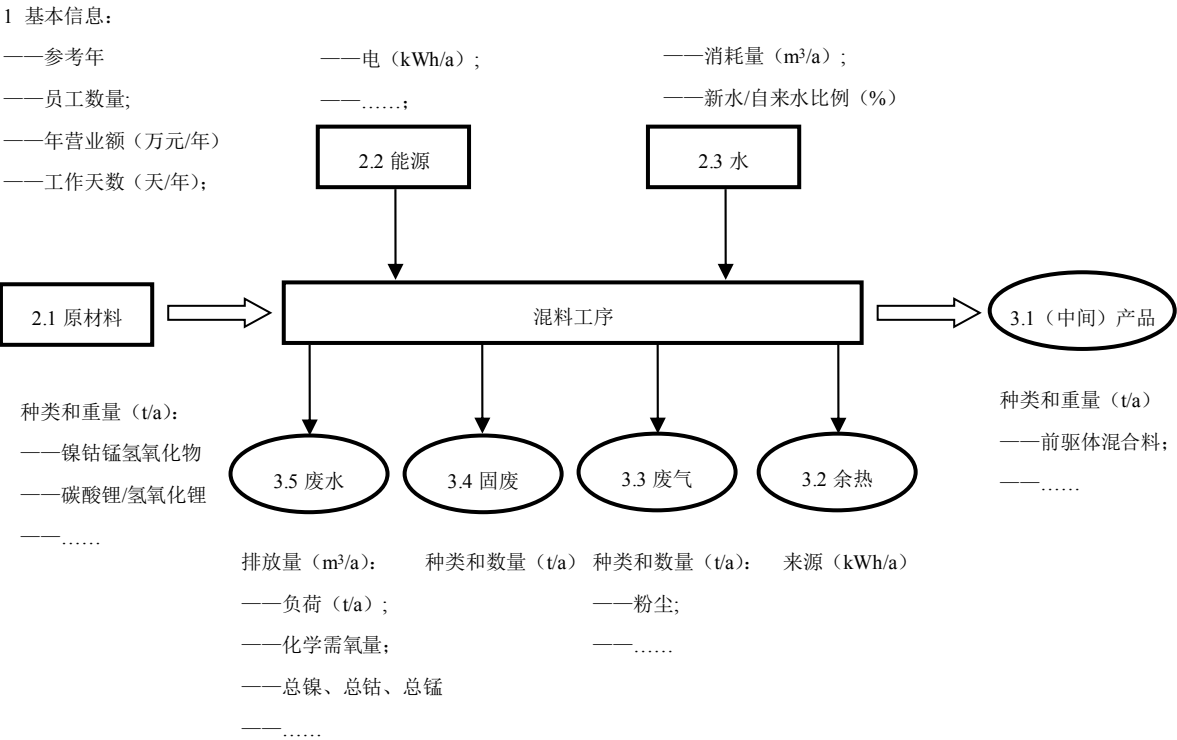 1 基本信息：
——参考年
——员工数量;
——年营业额（万元/年）
——工作天数（天/年）；
——电（kWh/a）;
——……；
——消耗量（m³/a）;
——新水/自来水比例（%）
2.2 能源
2.3 水
2.1 原材料
混料工序
3.1（中间）产品
种类和重量（t/a）：
——镍钴锰氢氧化物
——碳酸锂/氢氧化锂
——……
3.5 废水
3.4 固废
3.3 废气
3.2 余热
种类和重量（t/a）
——前驱体混合料；
——……
排放量（m³/a）：
——负荷（t/a）;
——化学需氧量；
——总镍、总钴、总锰
——……
种类和数量（t/a）
种类和数量（t/a）：
——粉尘;
——……
来源（kWh/a）